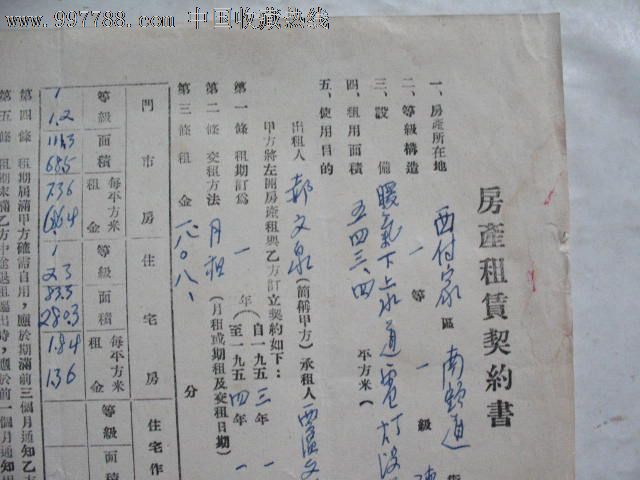 www.997788.com 中国收藏热线
房產租賃契約書
一、房產所在地 西付家 區 南 道 街
二、等級構造 一 等 一 級
三、設備 暖氣下水道電灯設
四、租用面積 五四三.四 平方米(
五、使用目的
出租人 郝文泉 (簡稱甲方) 承租人
甲方將左開房產租與乙方訂立契約如下:
第一條 租期訂為 一 年(自一九五三年一 至一九五四年一
第二條 交租方法 月租 (月租或期租及交租日期)
第三條 租金 分
門市房 住宅房 住宅作
等級 面積 每平方米 租金 等級 面積 每平方米 租金 等級 面積
1 1
1.2 2.3
111.3 83.5
68.5 280.3
.736 1.84
136
第四條 租期屆滿甲方確需自用,應於期滿前三個月通知乙方
第五條 租期未滿乙方中途退租遷出時,應於前一個月通知甲